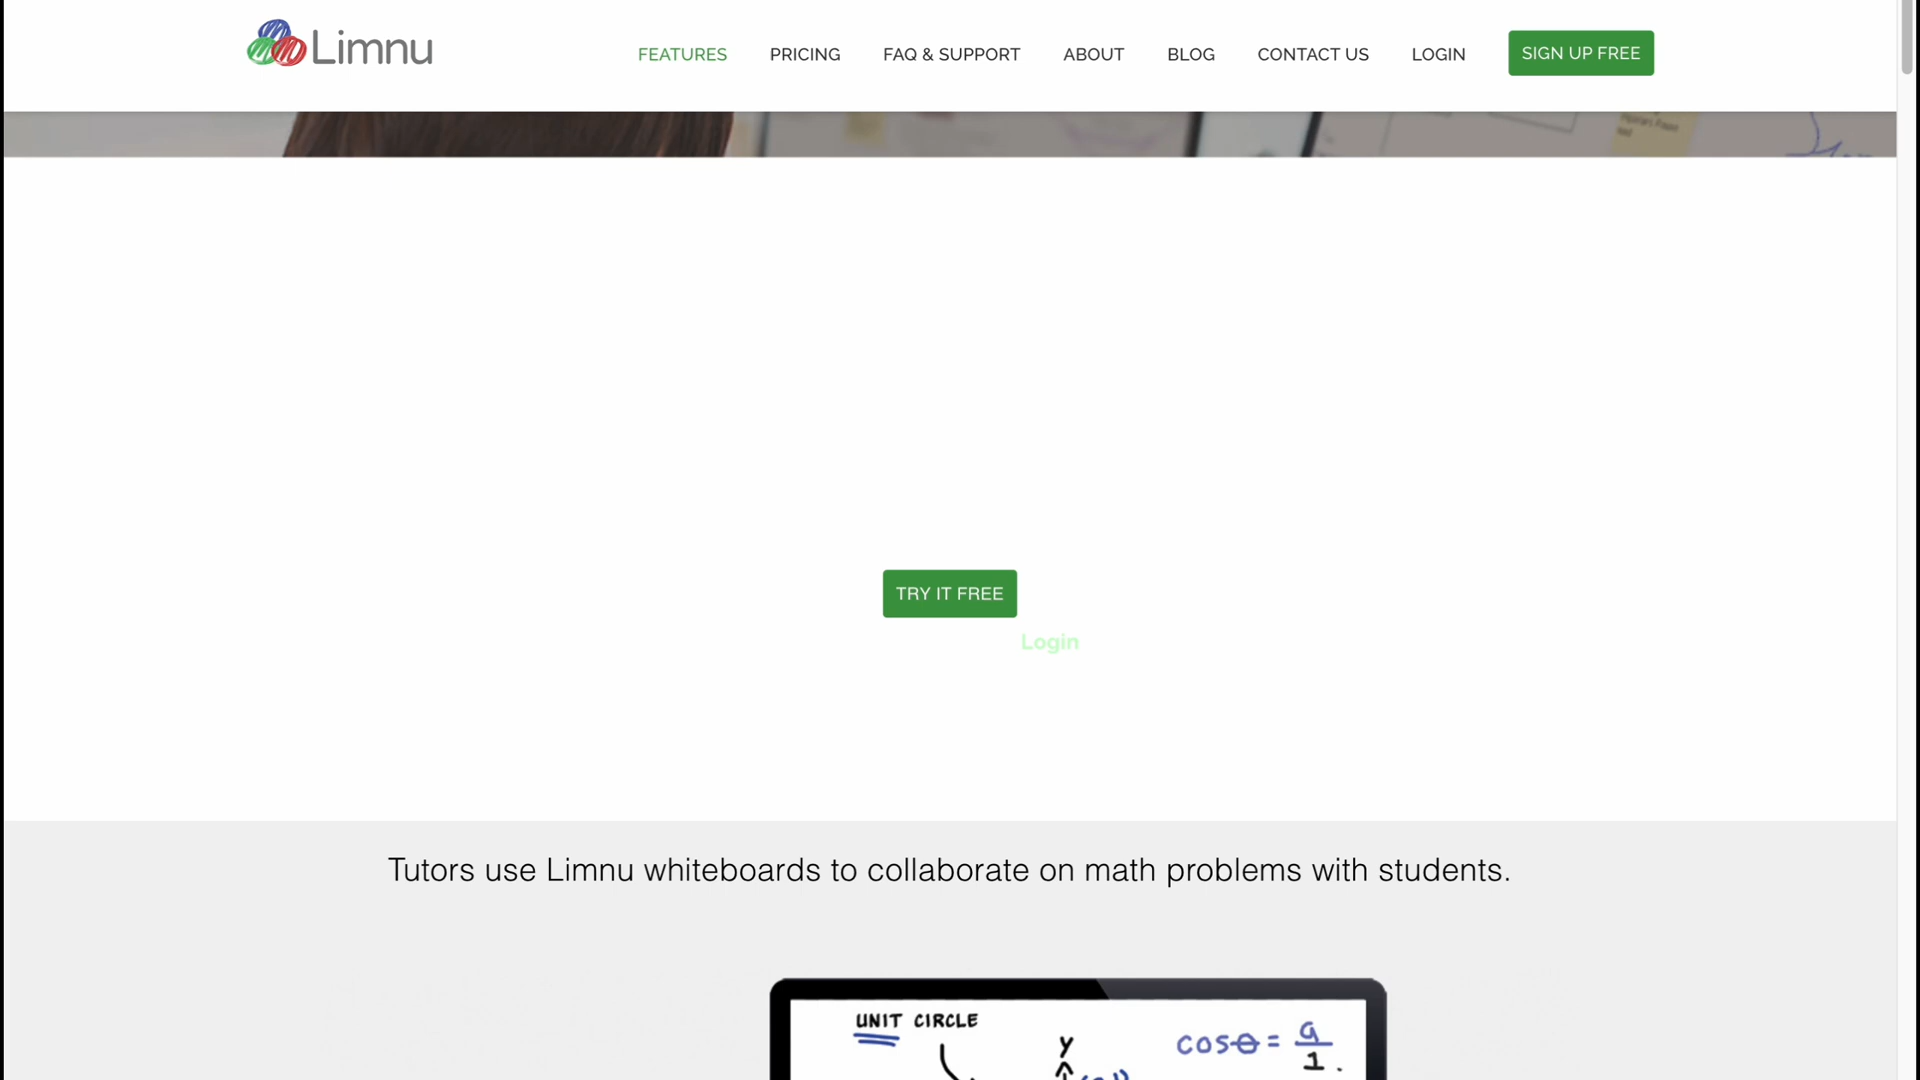 Limnu
FEATURES PRICING FAQ & SUPPORT ABOUT BLOG CONTACT US LOGIN SIGN UP FREE
TRY IT FREE
Login
Tutors use Limnu whiteboards to collaborate on math problems with students.
UNIT CIRCLE
y
cosθ = a/1.